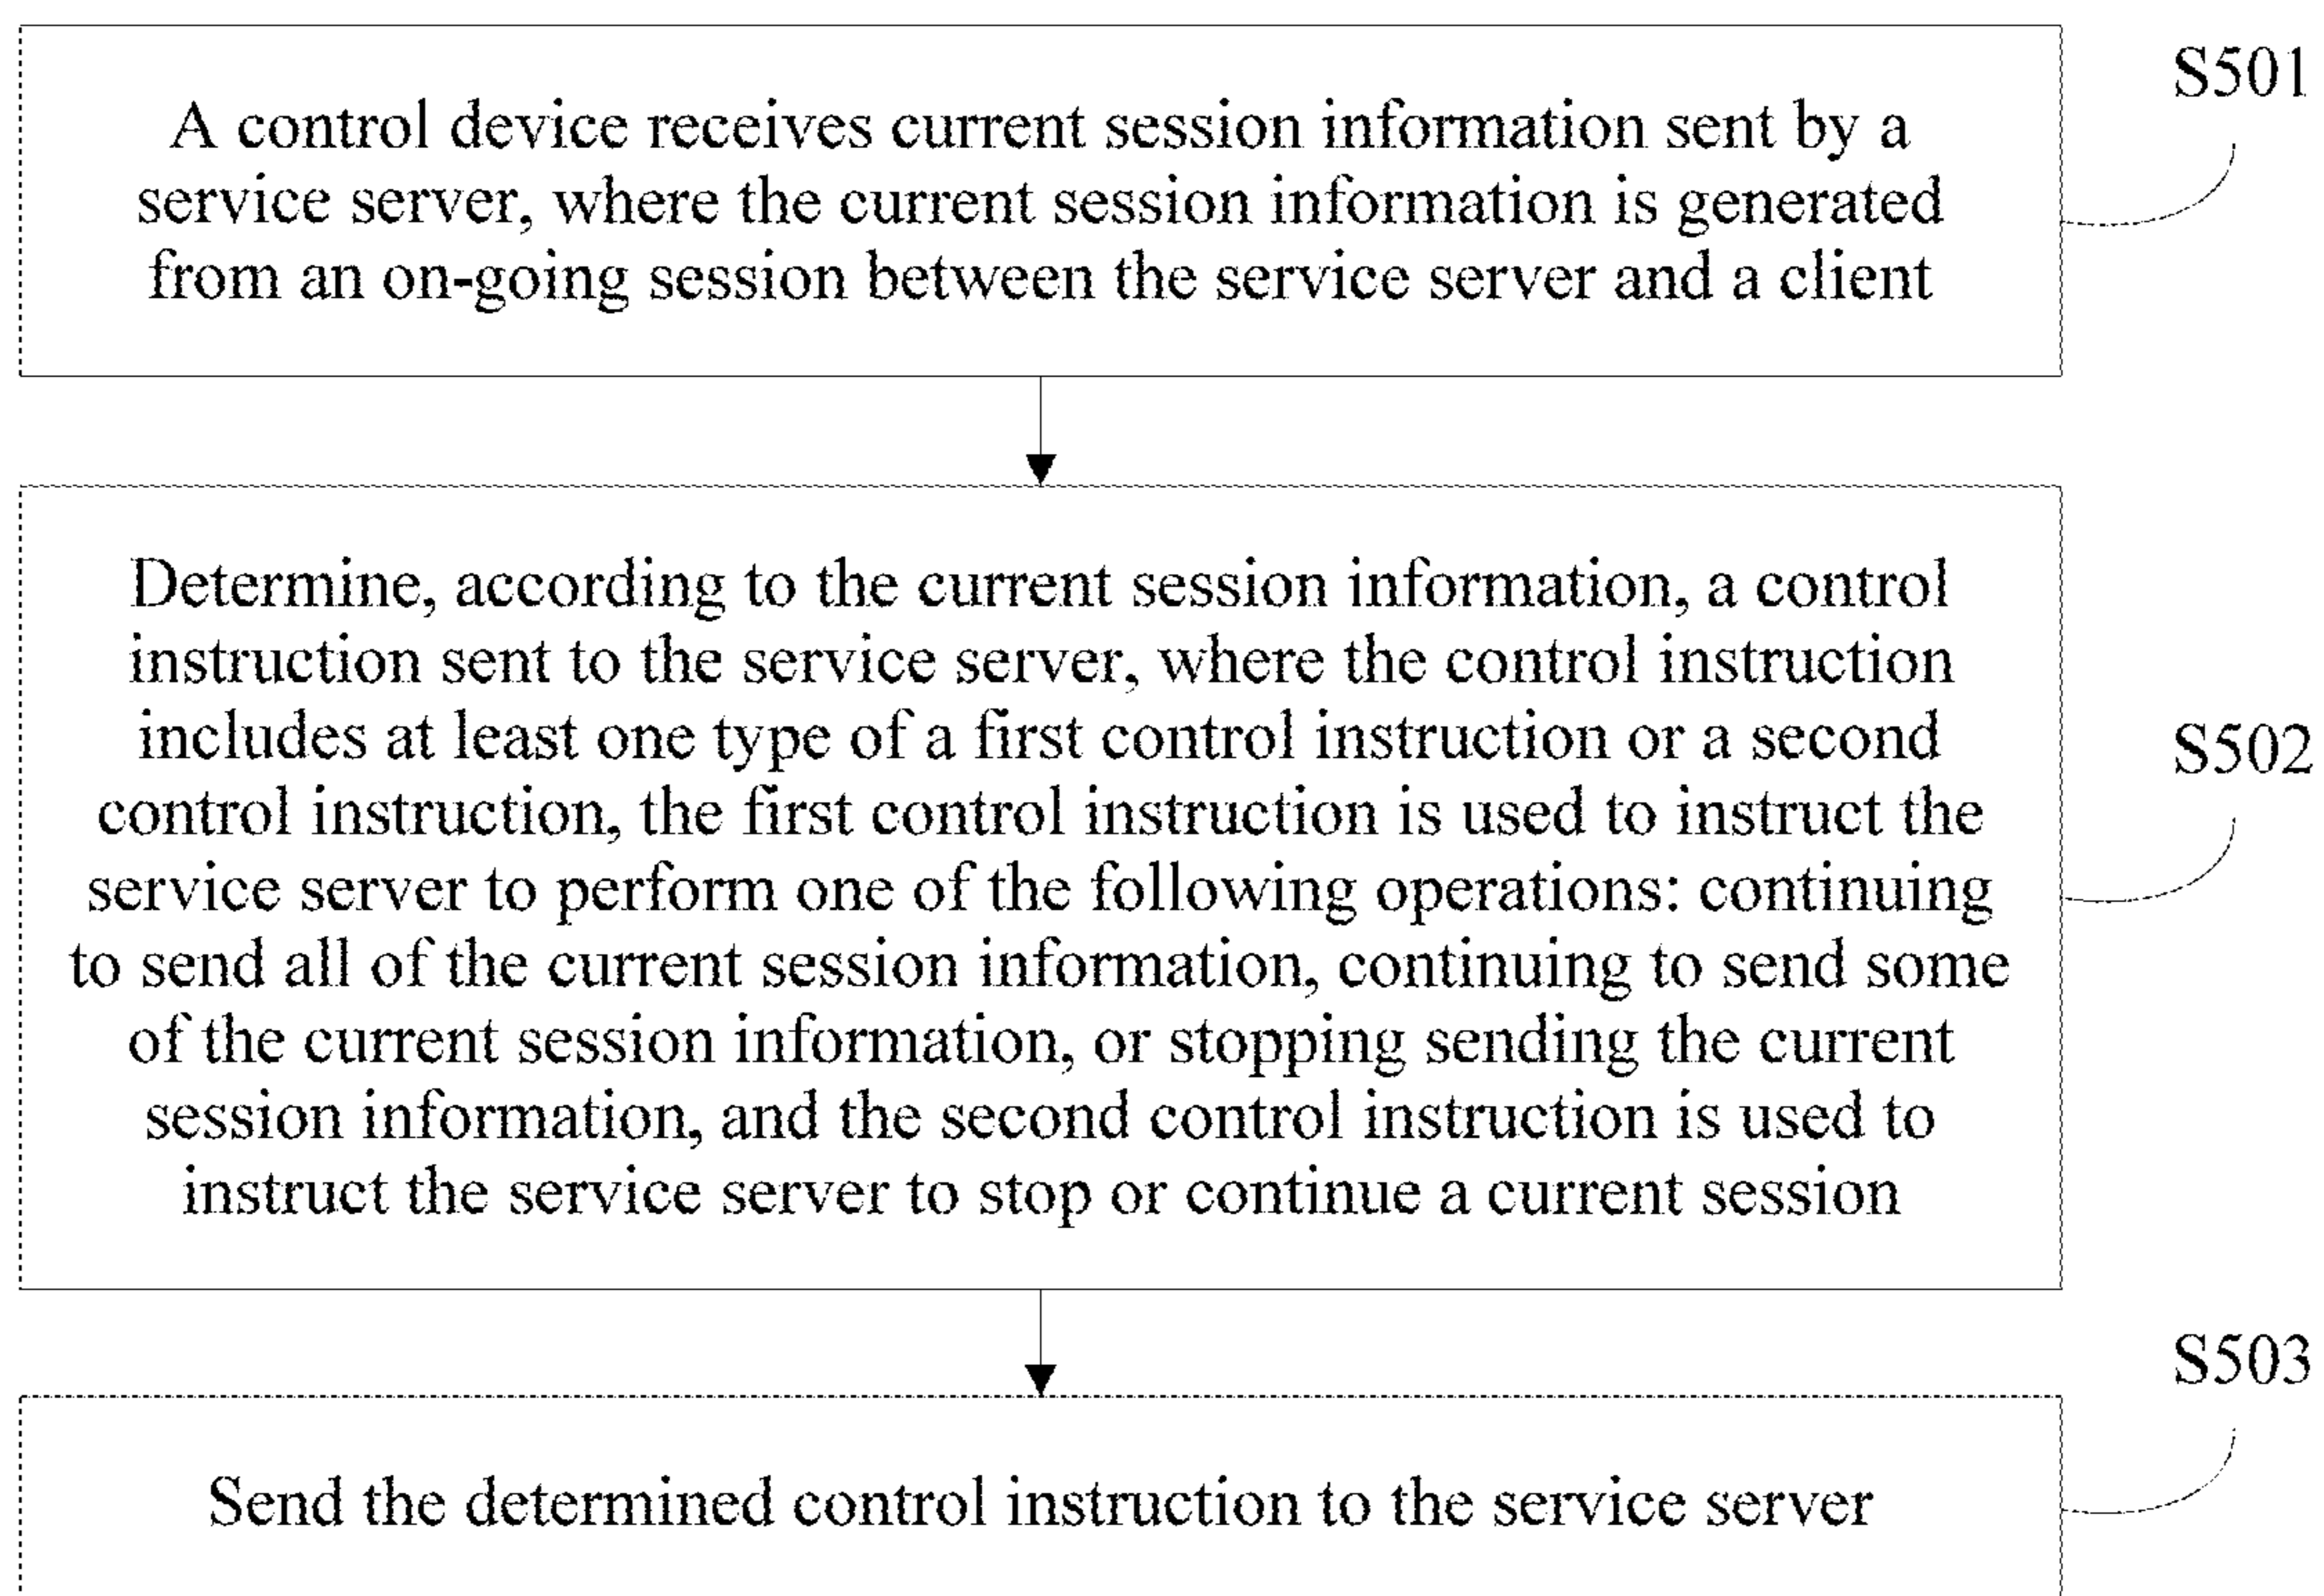 S501
A control device receives current session information sent by a
service server, where the current session information is generated
from an on-going session between the service server and a client
Determine, according to the current session information, a control
instruction sent to the service server, where the control instruction
includes at least one type of a first control instruction or a second
control instruction, the first control instruction is used to instruct the
service server to perform one of the following operations: continuing
to send all of the current session information, continuing to send some
of the current session information, or stopping sending the current
session information, and the second control instruction is used to
instruct the service server to stop or continue a current session
S502
S503
Send the determined control instruction to the service server